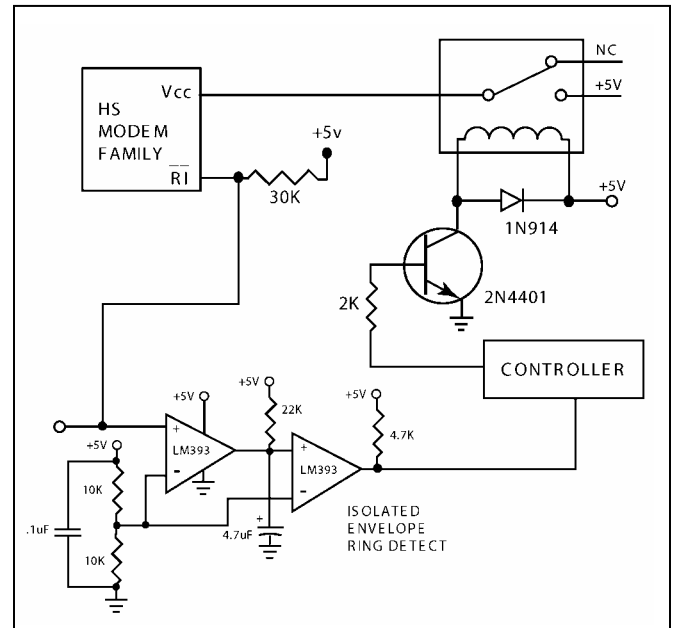 NC
Vcc
+5V
HS
MODEM
FAMILY
+5v
RI
30K
+5V
1N914
2K
2N4401
CONTROLLER
+5V
+5V
22K
+5V
4.7K
+
LM393
-
+
LM393
-
+5V
10K
.1uF
10K
+
4.7uF
ISOLATED
ENVELOPE
RING DETECT